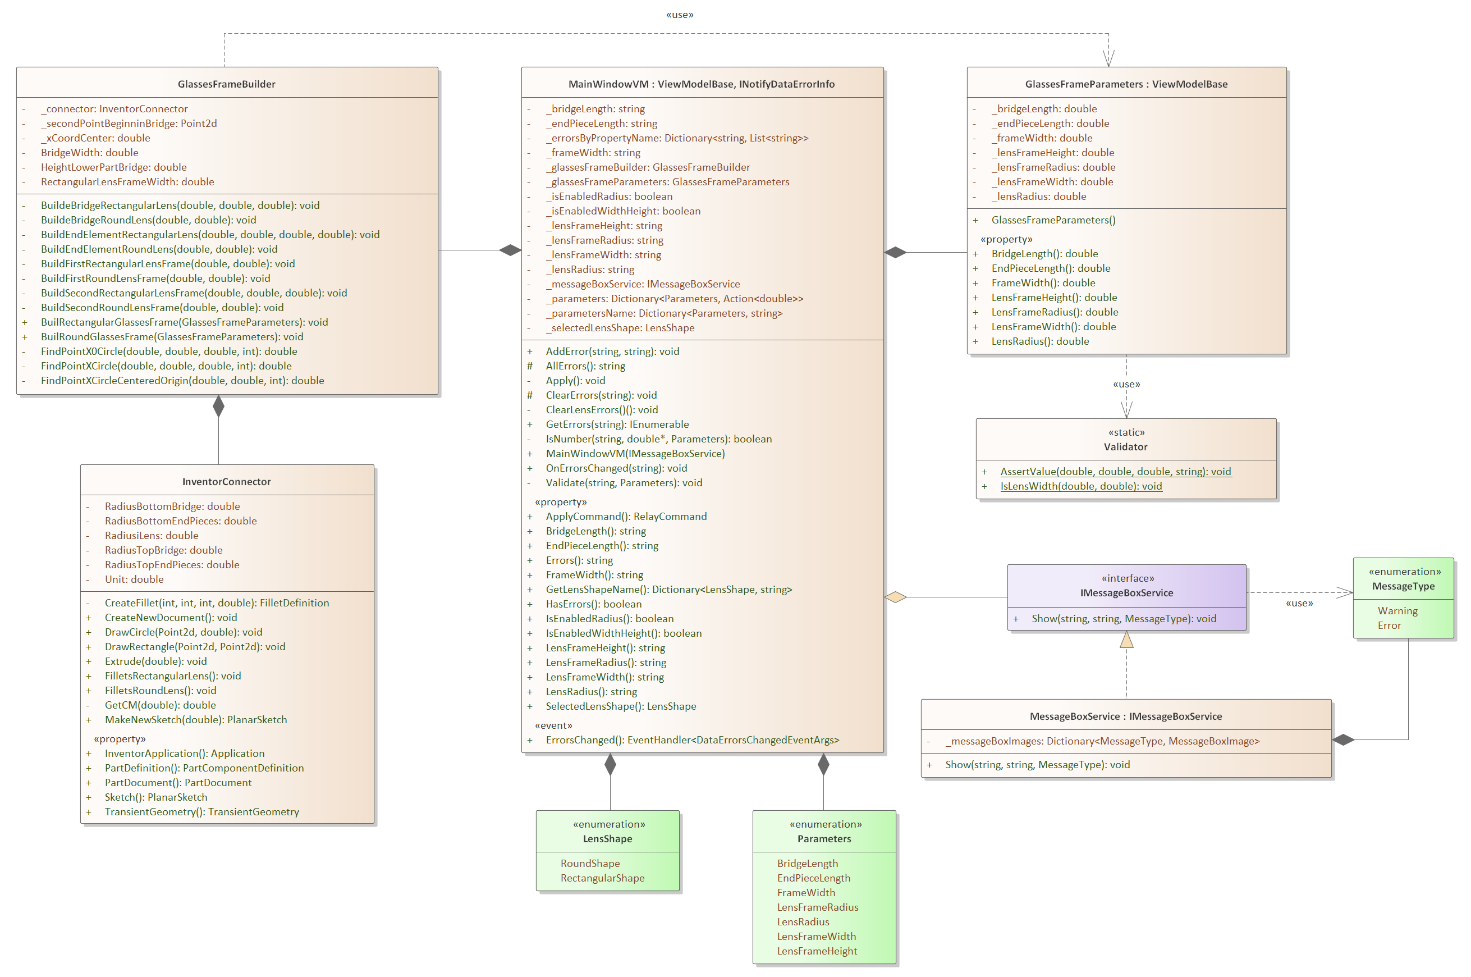 «use»
GlassesFrameBuilder
- _connector: InventorConnector
- _secondPointBeginninBridge: Point2d
- _xCoordCenter: double
- BridgeWidth: double
- HeightLowerPartBridge: double
- RectangularLensFrameWidth: double
- BuildeBridgeRectangularLens(double, double, double): void
- BuildeBridgeRoundLens(double, double): void
- BuildEndElementRectangularLens(double, double, double, double): void
- BuildEndElementRoundLens(double, double): void
- BuildFirstRectangularLensFrame(double, double): void
- BuildFirstRoundLensFrame(double, double): void
- BuildSecondRectangularLensFrame(double, double, double): void
- BuildSecondRoundLensFrame(double, double): void
+ BuilRectangularGlassesFrame(GlassesFrameParameters): void
+ BuilRoundGlassesFrame(GlassesFrameParameters): void
- FindPointX0Circle(double, double, double, int): double
- FindPointXCircle(double, double, double, int): double
- FindPointXCircleCenteredOrigin(double, double, int): double
InventorConnector
- RadiusBottomBridge: double
- RadiusBottomEndPieces: double
- RadiusiLens: double
- RadiusTopBridge: double
- RadiusTopEndPieces: double
- Unit: double
- CreateFillet(int, int, int, double): FilletDefinition
+ CreateNewDocument(): void
+ DrawCircle(Point2d, double): void
+ DrawRectangle(Point2d, Point2d): void
+ Extrude(double): void
+ FilletsRectangularLens(): void
+ FilletsRoundLens(): void
- GetCM(double): double
+ MakeNewSketch(double): PlanarSketch
«property»
+ InventorApplication(): Application
+ PartDefinition(): PartComponentDefinition
+ PartDocument(): PartDocument
+ Sketch(): PlanarSketch
+ TransientGeometry(): TransientGeometry
MainWindowVM : ViewModelBase, INotifyDataErrorInfo
- _bridgeLength: string
- _endPieceLength: string
- _errorsByPropertyName: Dictionary<string, List<string>>
- _frameWidth: string
- _glassesFrameBuilder: GlassesFrameBuilder
- _glassesFrameParameters: GlassesFrameParameters
- _isEnabledRadius: boolean
- _isEnabledWidthHeight: boolean
- _lensFrameHeight: string
- _lensFrameRadius: string
- _lensFrameWidth: string
- _lensRadius: string
- _messageBoxService: IMessageBoxService
- _parameters: Dictionary<Parameters, Action<double>>
- _parametersName: Dictionary<Parameters, string>
- _selectedLensShape: LensShape
+ AddError(string, string): void
# AllErrors(): string
- Apply(): void
# ClearErrors(string): void
- ClearLensErrors()(): void
+ GetErrors(string): IEnumerable
- IsNumber(string, double*, Parameters): boolean
+ MainWindowVM(IMessageBoxService)
+ OnErrorsChanged(string): void
- Validate(string, Parameters): void
«property»
+ ApplyCommand(): RelayCommand
+ BridgeLength(): string
+ EndPieceLength(): string
+ Errors(): string
+ FrameWidth(): string
+ GetLensShapeName(): Dictionary<LensShape, string>
+ HasErrors(): boolean
+ IsEnabledRadius(): boolean
+ IsEnabledWidthHeight(): boolean
+ LensFrameHeight(): string
+ LensFrameRadius(): string
+ LensFrameWidth(): string
+ LensRadius(): string
+ SelectedLensShape(): LensShape
«event»
+ ErrorsChanged(): EventHandler<DataErrorsChangedEventArgs>
«enumeration»
LensShape
RoundShape
RectangularShape
«enumeration»
Parameters
BridgeLength
EndPieceLength
FrameWidth
LensFrameRadius
LensRadius
LensFrameWidth
LensFrameHeight
GlassesFrameParameters : ViewModelBase
- _bridgeLength: double
- _endPieceLength: double
- _frameWidth: double
- _lensFrameHeight: double
- _lensFrameRadius: double
- _lensFrameWidth: double
- _lensRadius: double
+ GlassesFrameParameters()
«property»
+ BridgeLength(): double
+ EndPieceLength(): double
+ FrameWidth(): double
+ LensFrameHeight(): double
+ LensFrameRadius(): double
+ LensFrameWidth(): double
+ LensRadius(): double
«use»
«static»
Validator
+ AssertValue(double, double, double, string): void
+ IsLensWidth(double, double): void
«interface»
IMessageBoxService
+ Show(string, string, MessageType): void
«use»
«enumeration»
MessageType
Warning
Error
MessageBoxService : IMessageBoxService
- _messageBoxImages: Dictionary<MessageType, MessageBoxImage>
+ Show(string, string, MessageType): void